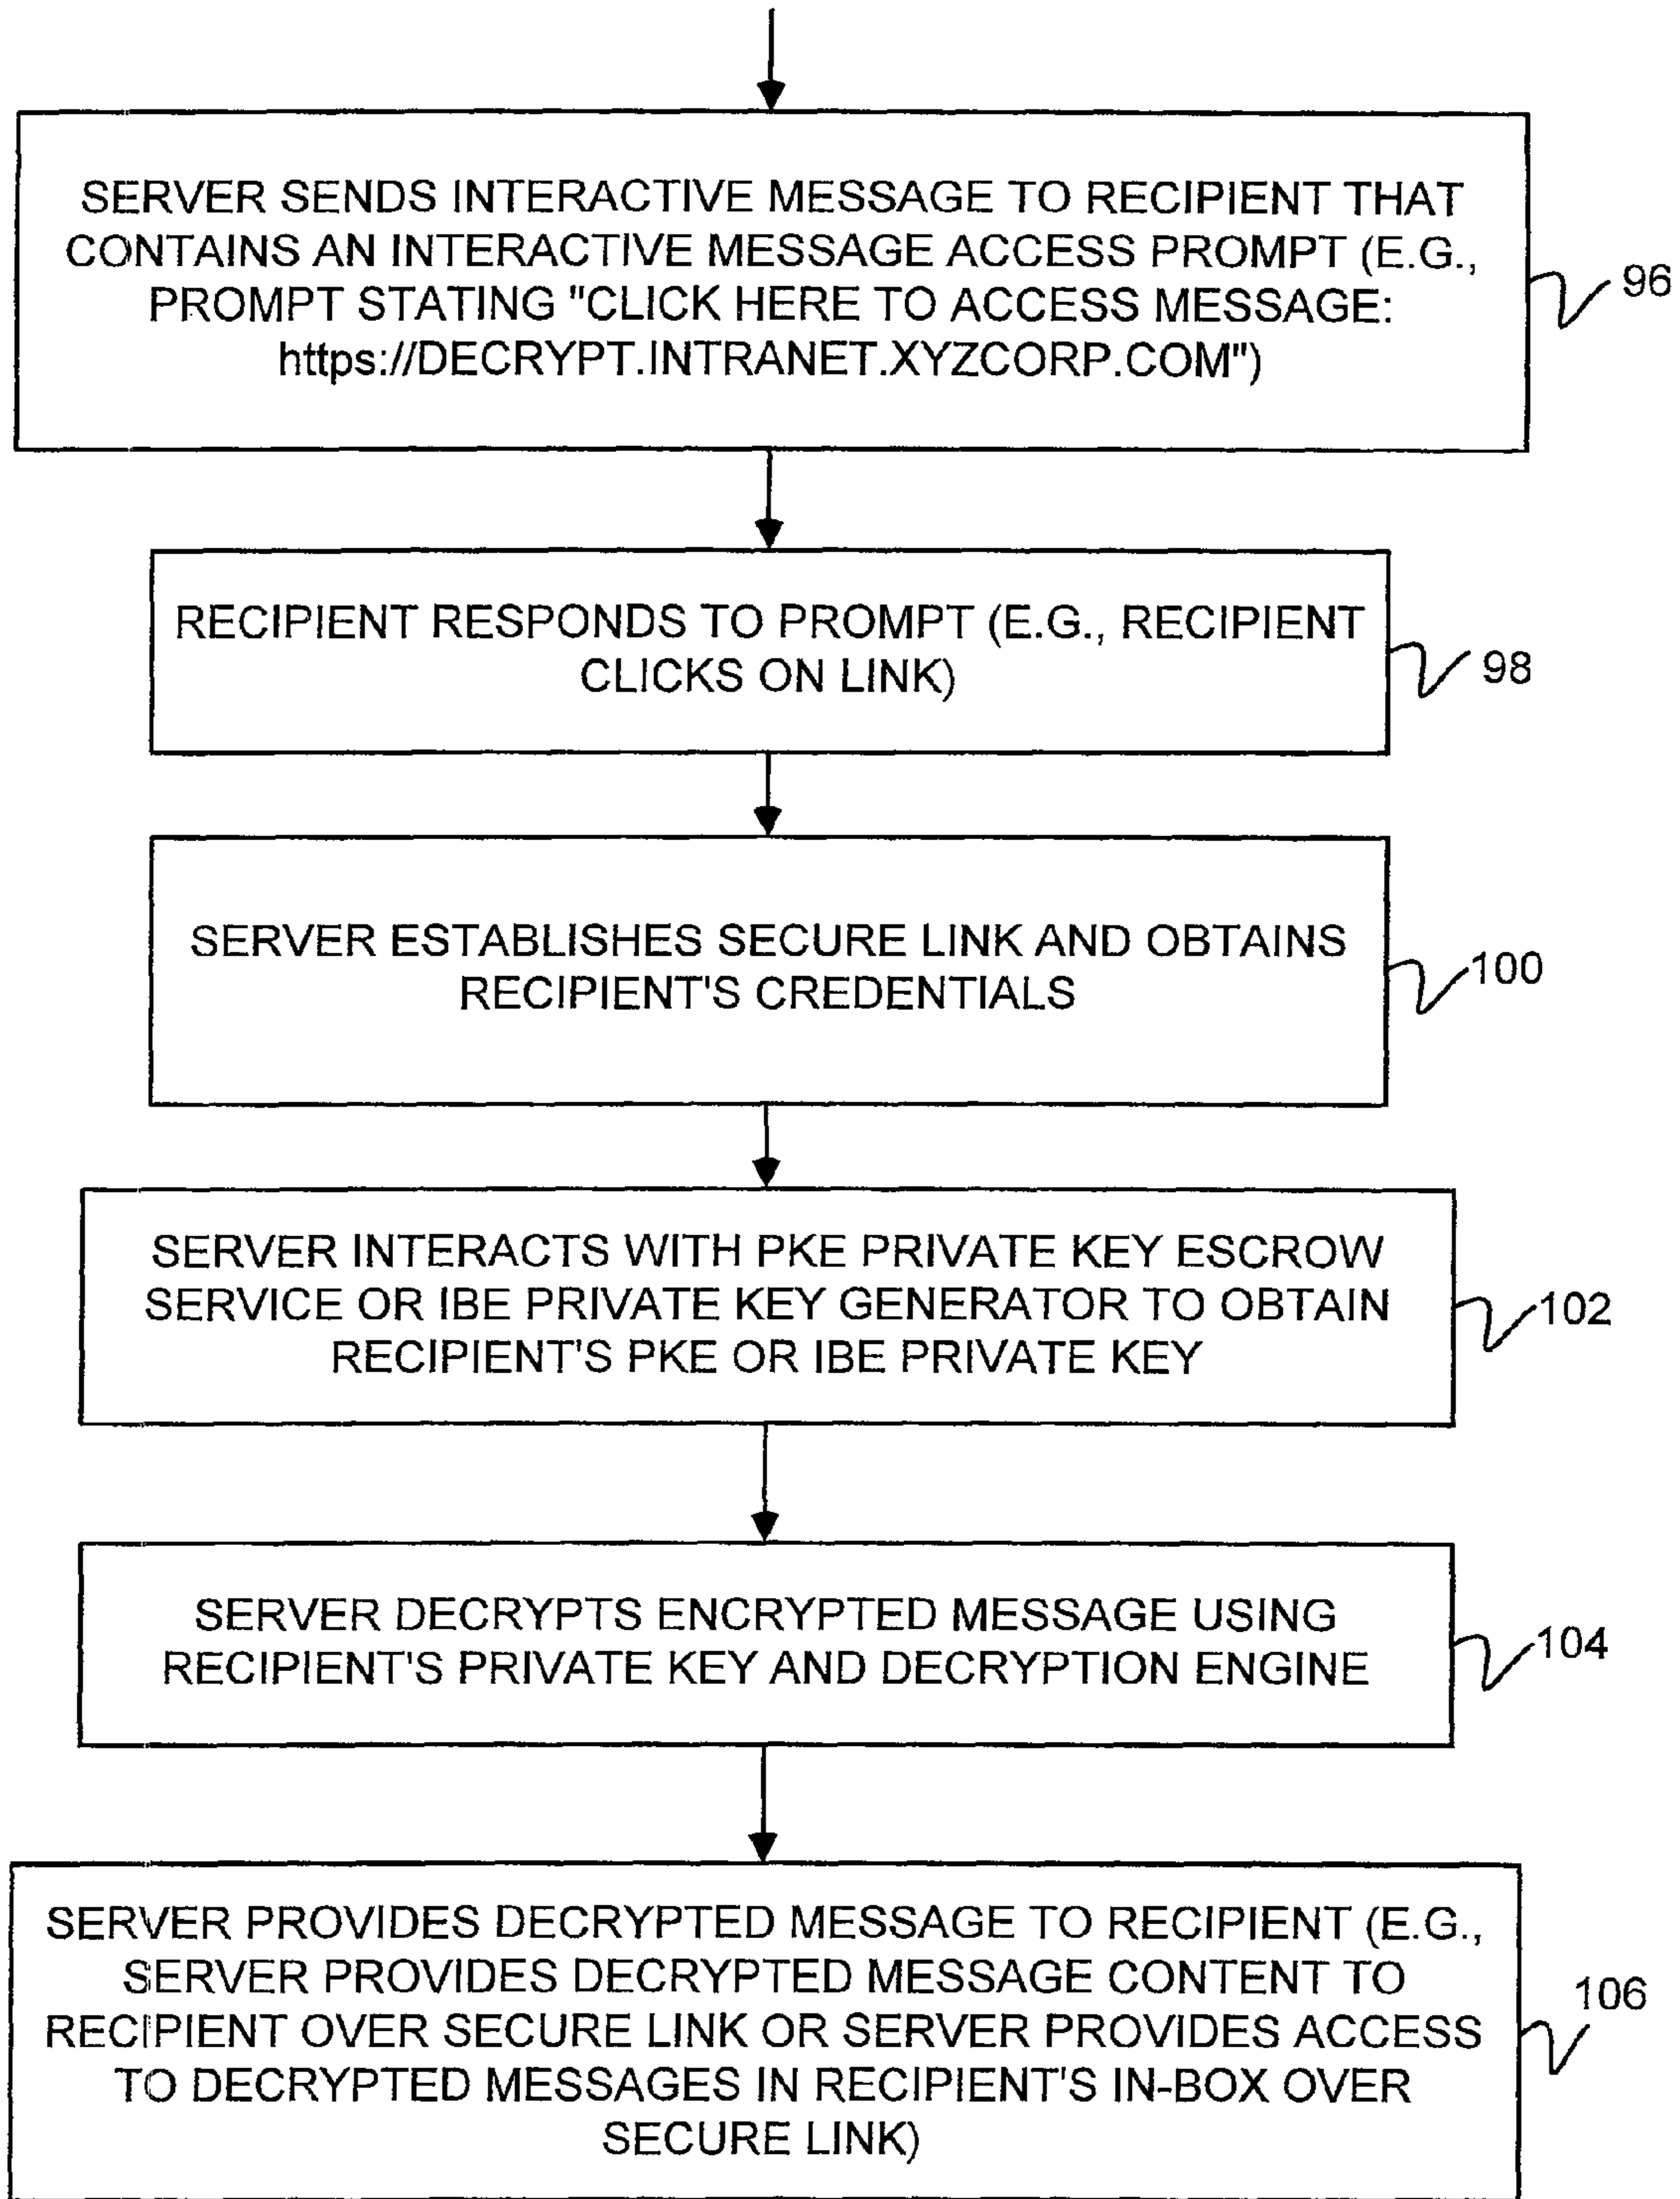 SERVER SENDS INTERACTIVE MESSAGE TO RECIPIENT THAT
CONTAINS AN INTERACTIVE MESSAGE ACCESS PROMPT (E.G.,
PROMPT STATING "CLICK HERE TO ACCESS MESSAGE:
https://DECRYPT.INTRANET.XYZCORP.COM")
96
RECIPIENT RESPONDS TO PROMPT (E.G., RECIPIENT
CLICKS ON LINK)
98
SERVER ESTABLISHES SECURE LINK AND OBTAINS
RECIPIENT'S CREDENTIALS
100
SERVER INTERACTS WITH PKE PRIVATE KEY ESCROW
SERVICE OR IBE PRIVATE KEY GENERATOR TO OBTAIN
RECIPIENT'S PKE OR IBE PRIVATE KEY
102
SERVER DECRYPTS ENCRYPTED MESSAGE USING
RECIPIENT'S PRIVATE KEY AND DECRYPTION ENGINE
104
SERVER PROVIDES DECRYPTED MESSAGE TO RECIPIENT (E.G.,
SERVER PROVIDES DECRYPTED MESSAGE CONTENT TO
RECIPIENT OVER SECURE LINK OR SERVER PROVIDES ACCESS
TO DECRYPTED MESSAGES IN RECIPIENT'S IN-BOX OVER
SECURE LINK)
106